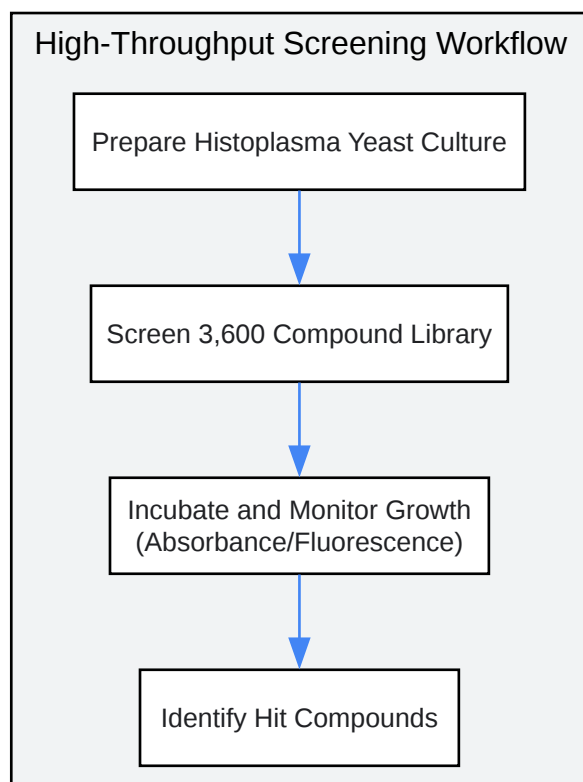 High-Throughput Screening Workflow
Prepare Histoplasma Yeast Culture
Screen 3,600 Compound Library
Incubate and Monitor Growth
(Absorbance/Fluorescence)
Identify Hit Compounds